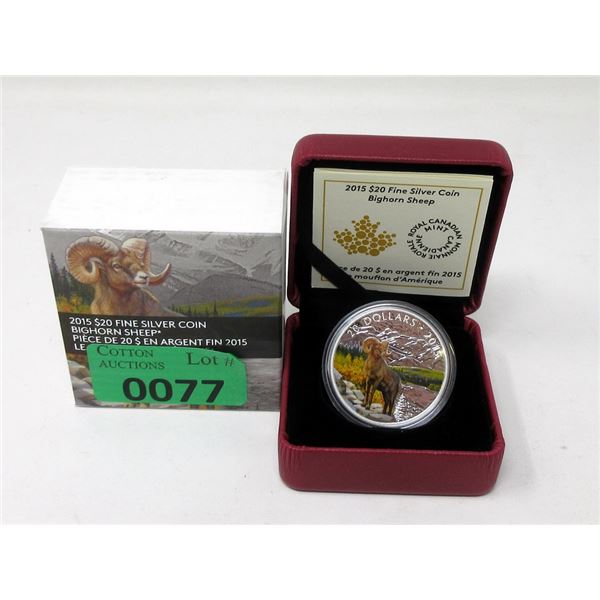 2015 $20 FINE SILVER COIN
BIGHORN SHEEP*
PIÈCE DE 20 $ EN ARGENT FIN 2015
LE
COTTON
AUCTIONS
Lot #
0077
2015 $20 Fine Silver Coin
Bighorn Sheep
ROYAL CANADIAN MINT
MONNAIE ROYALE CANADIENNE
de 20 $ en argent fin 2015
mouflon d'Amérique
20 DOLLARS